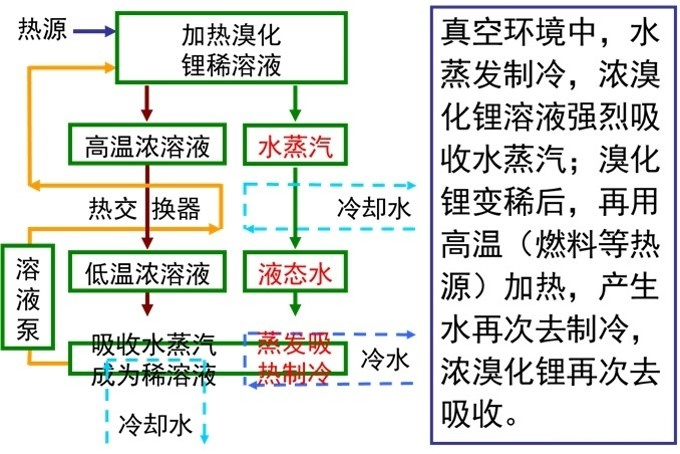 热源
加热溴化
锂稀溶液
高温浓溶液
水蒸汽
热交 换器
冷却水
溶液泵
低温浓溶液
液态水
吸收水蒸汽
成为稀溶液
蒸发吸
热制冷
冷水
冷却水
真空环境中，水
蒸发制冷，浓溴
化锂溶液强烈吸
收水蒸汽；溴化
锂变稀后，再用
高温（燃料等热
源）加热，产生
水再次去制冷，
浓溴化锂再次去
吸收。